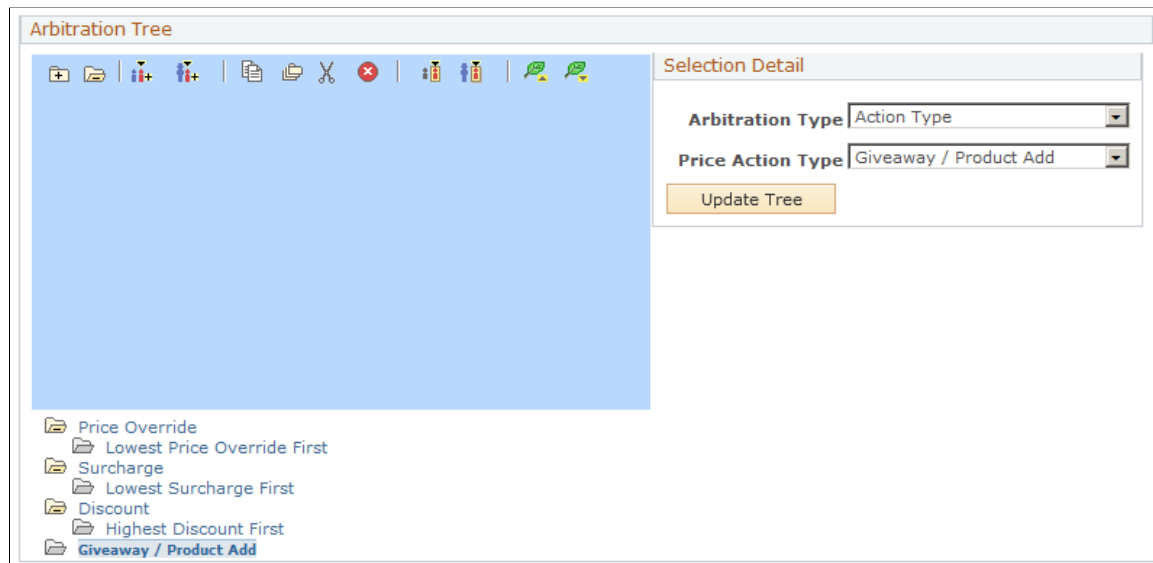 Arbitration Tree
Selection Detail
Arbitration Type Action Type
Price Action Type Giveaway / Product Add
Update Tree
Price Override
Lowest Price Override First
Surcharge
Lowest Surcharge First
Discount
Highest Discount First
Giveaway / Product Add